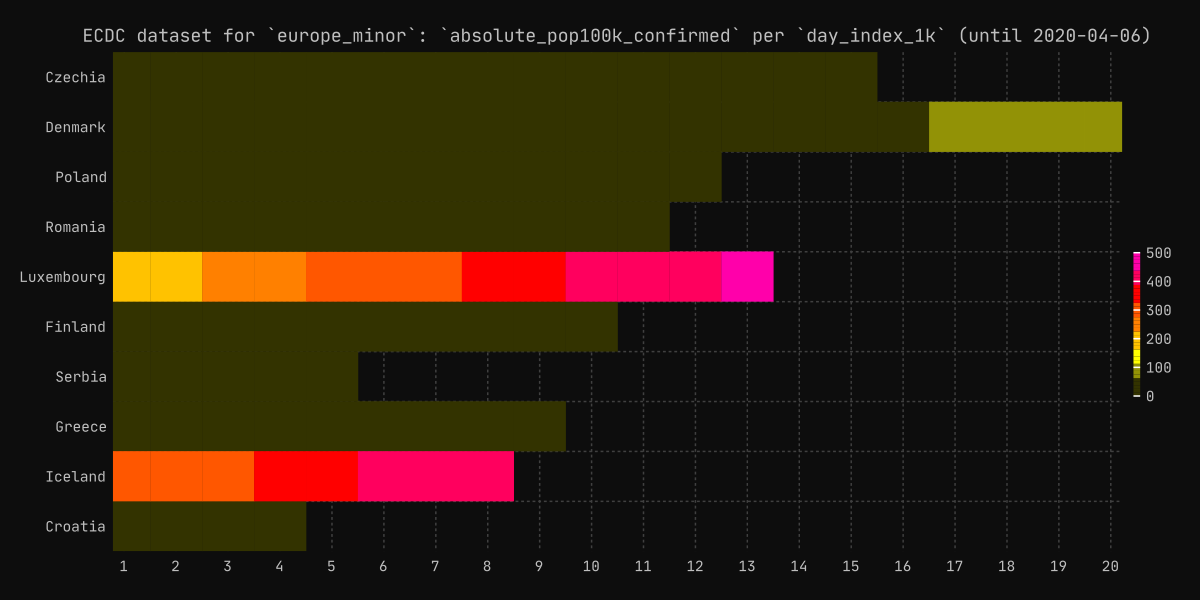 ECDC dataset for `europe_minor`: `absolute_pop100k_confirmed` per `day_index_1k` (until 2020-04-06)
Czechia
Denmark
Poland
Romania
Luxembourg
Finland
Serbia
Greece
Iceland
Croatia
500
400
300
200
100
0
1 2 3 4 5 6 7 8 9 10 11 12 13 14 15 16 17 18 19 20